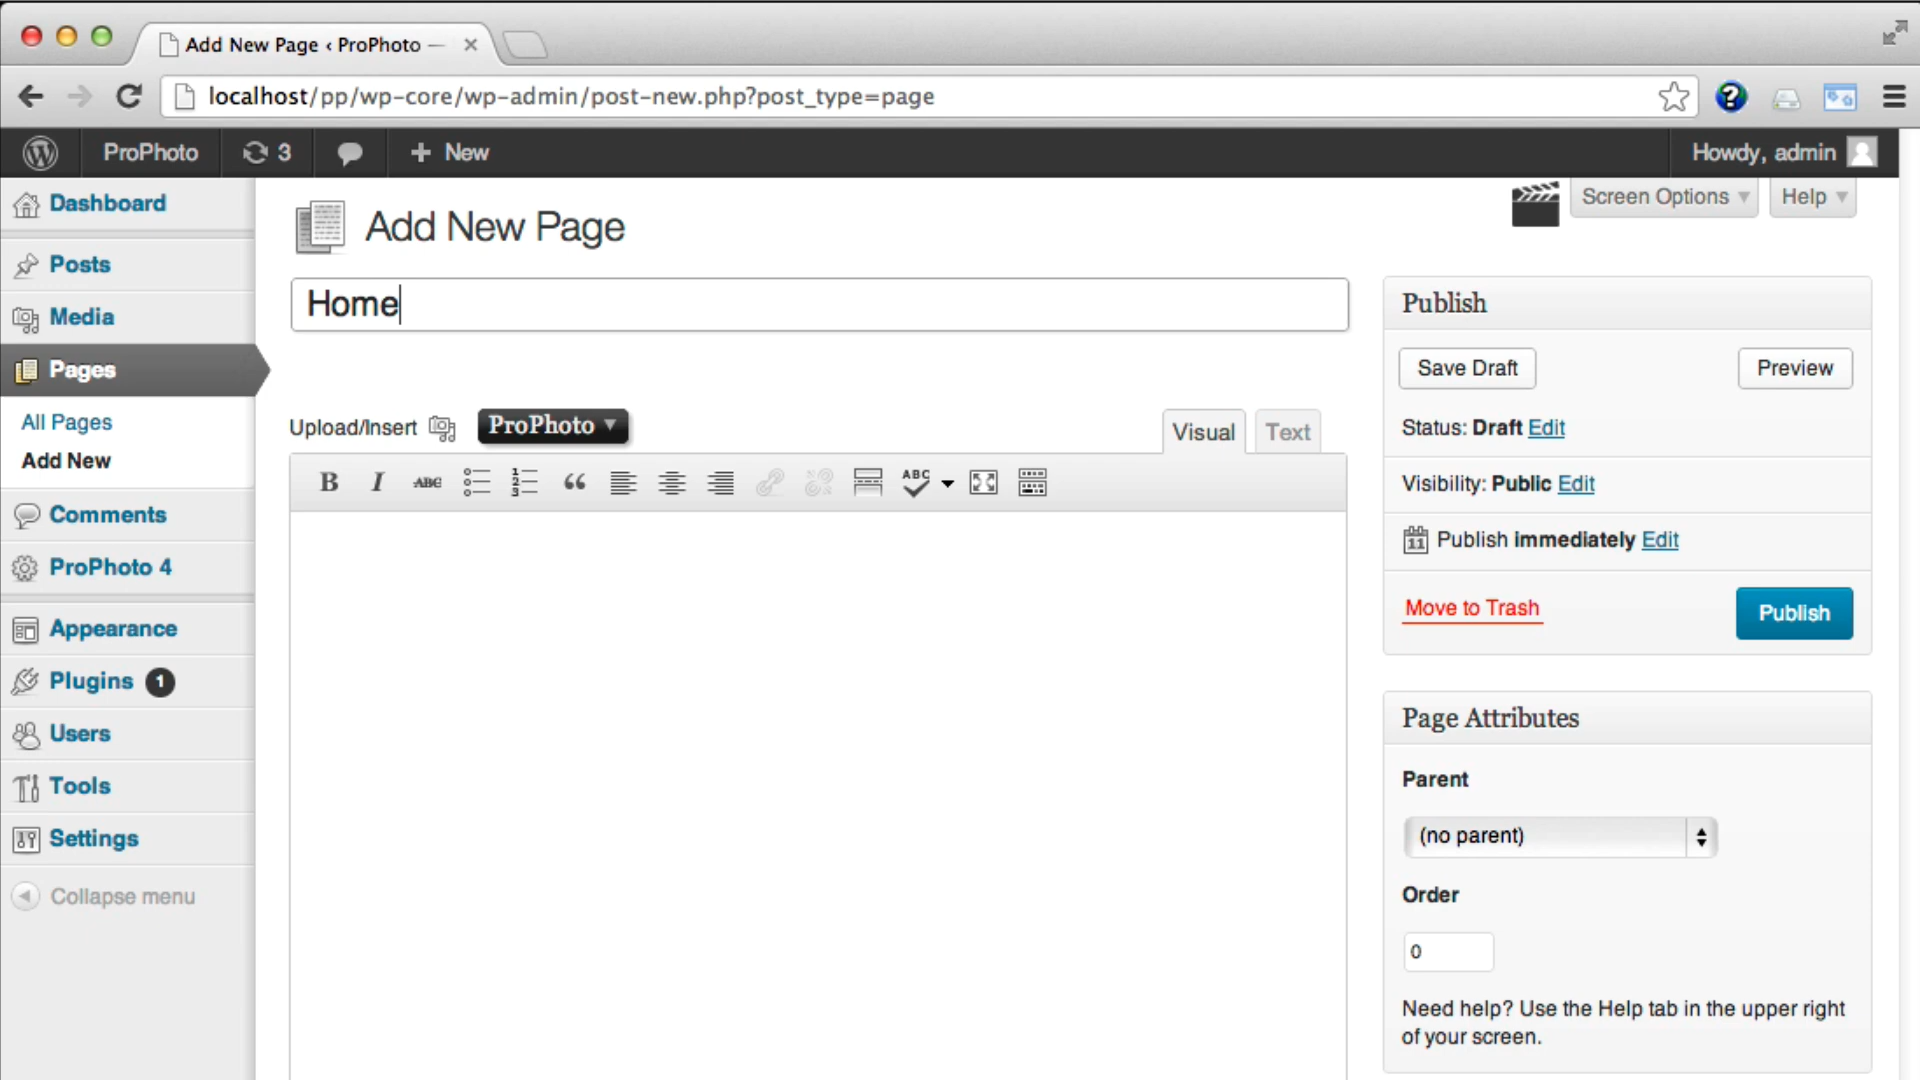 Add New Page ‹ ProPhoto —
localhost/pp/wp-core/wp-admin/post-new.php?post_type=page
ProPhoto 3 + New Howdy, admin
Dashboard
Posts
Media
Pages
All Pages
Add New
Comments
ProPhoto 4
Appearance
Plugins 1
Users
Tools
Settings
Collapse menu
Screen Options Help
Add New Page
Home
Upload/Insert ProPhoto Visual Text
B I ABC ABC
Publish
Save Draft Preview
Status: Draft Edit
Visibility: Public Edit
11 Publish immediately Edit
Move to Trash Publish
Page Attributes
Parent
(no parent)
Order
0
Need help? Use the Help tab in the upper right
of your screen.